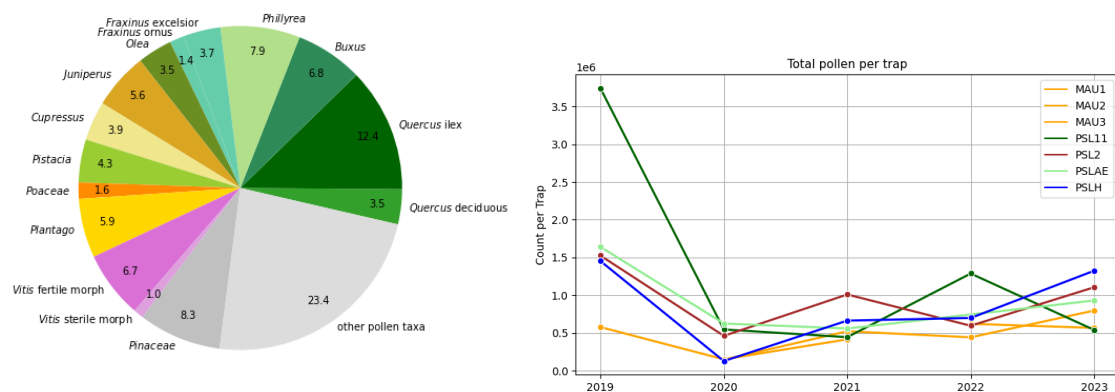 Fraxinus excelsior
Phillyrea
Fraxinus ornus
Olea
Buxus
Juniperus
Cupressus
Quercus ilex
Pistacia
Poaceae
Quercus deciduous
Plantago
Vitis fertile morph
Vitis sterile morph
Pinaceae
other pollen taxa
3.7
7.9
1.4
6.8
3.5
5.6
12.4
3.9
4.3
1.6
3.5
5.9
6.7
1.0
8.3
23.4
Total pollen per trap
1e6
Count per Trap
3.5
3.0
2.5
2.0
1.5
1.0
0.5
0.0
2019 2020 2021 2022 2023
MAU1
MAU2
MAU3
PSL11
PSL2
PSLAE
PSLH